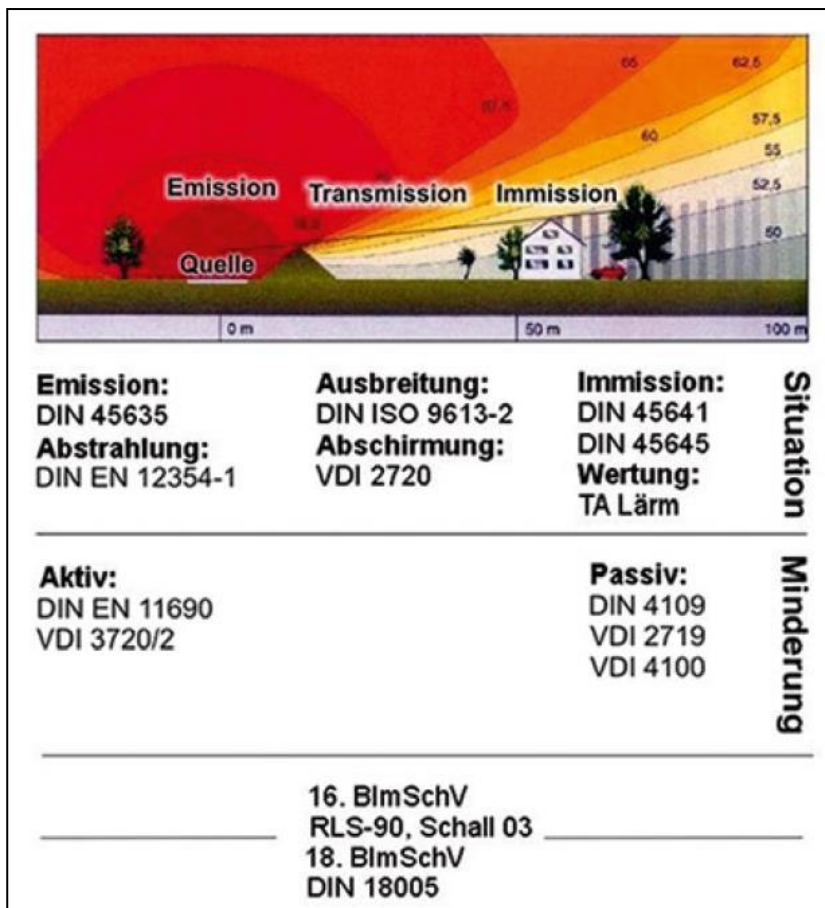 65
62,5
67,5
57,5
60
55
52,5
50
Emission Transmission Immission
Quelle
0 m 50 m 100 m
Emission:
DIN 45635
Abstrahlung:
DIN EN 12354-1
Ausbreitung:
DIN ISO 9613-2
Abschirmung:
VDI 2720
Immission:
DIN 45641
DIN 45645
Wertung:
TA Lärm
Situation
Aktiv:
DIN EN 11690
VDI 3720/2
Passiv:
DIN 4109
VDI 2719
VDI 4100
Minderung
16. BlmSchV
RLS-90, Schall 03
18. BlmSchV
DIN 18005